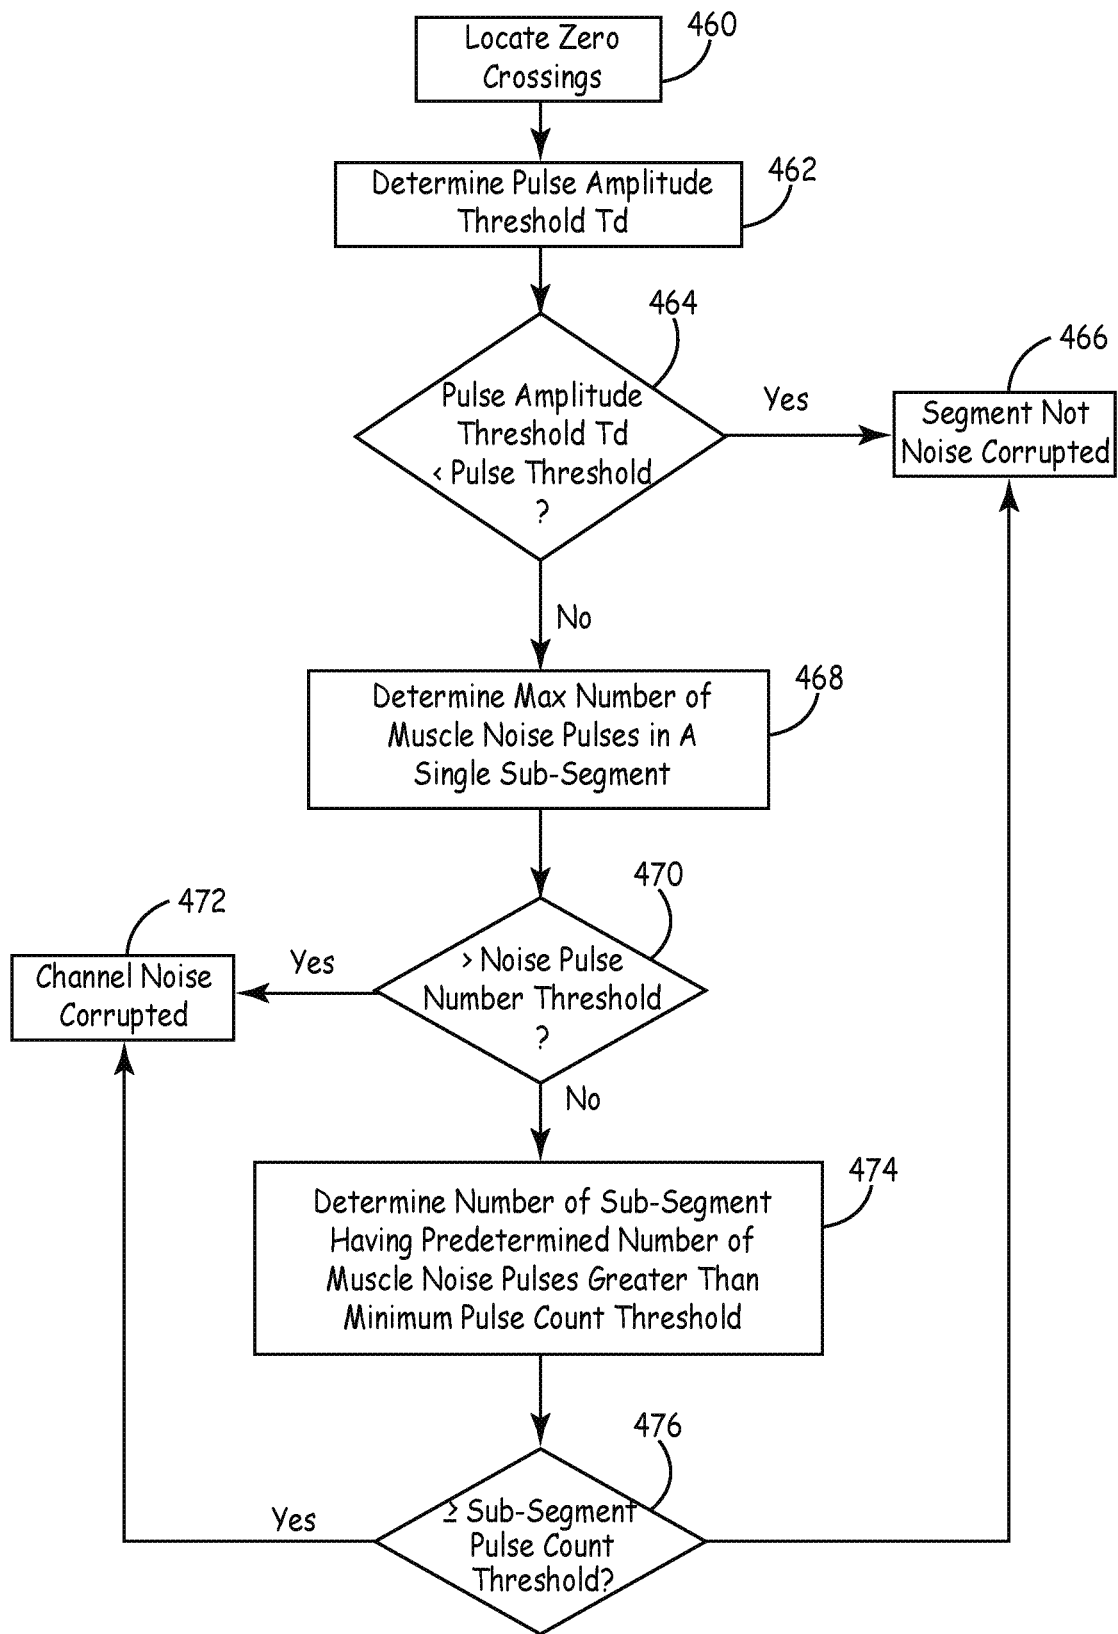 460
Locate Zero
Crossings
462
Determine Pulse Amplitude
Threshold Td
464
Pulse Amplitude
Threshold Td
< Pulse Threshold
?
Yes
466
Segment Not
Noise Corrupted
No
468
Determine Max Number of
Muscle Noise Pulses in A
Single Sub-Segment
470
> Noise Pulse
Number Threshold
?
Yes
472
Channel Noise
Corrupted
No
474
Determine Number of Sub-Segment
Having Predetermined Number of
Muscle Noise Pulses Greater Than
Minimum Pulse Count Threshold
476
≥ Sub-Segment
Pulse Count
Threshold?
Yes